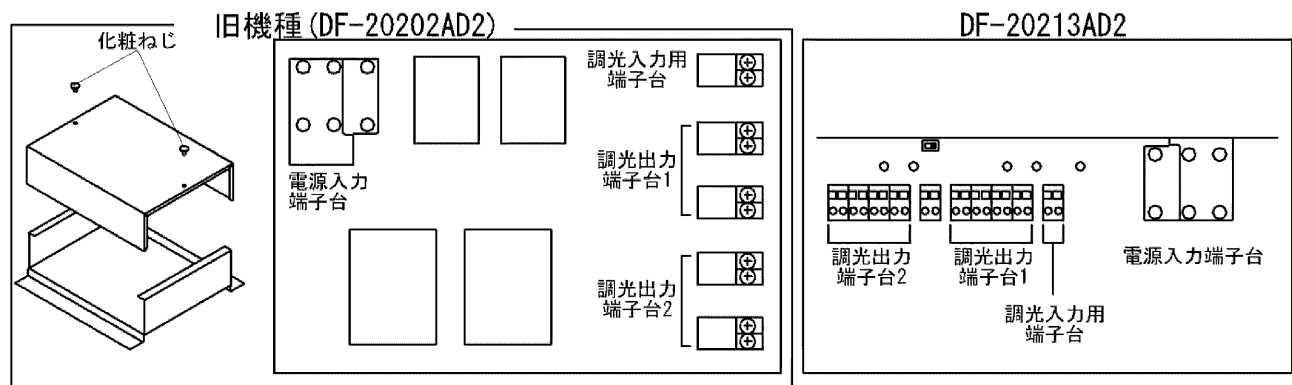 旧機種(DF-20202AD2)
化粧ねじ
電源入力
端子台
調光入力用
端子台
調光出力
端子台1
調光出力
端子台2
DF-20213AD2
調光出力
端子台2
調光出力
端子台1
調光入力用
端子台
電源入力端子台